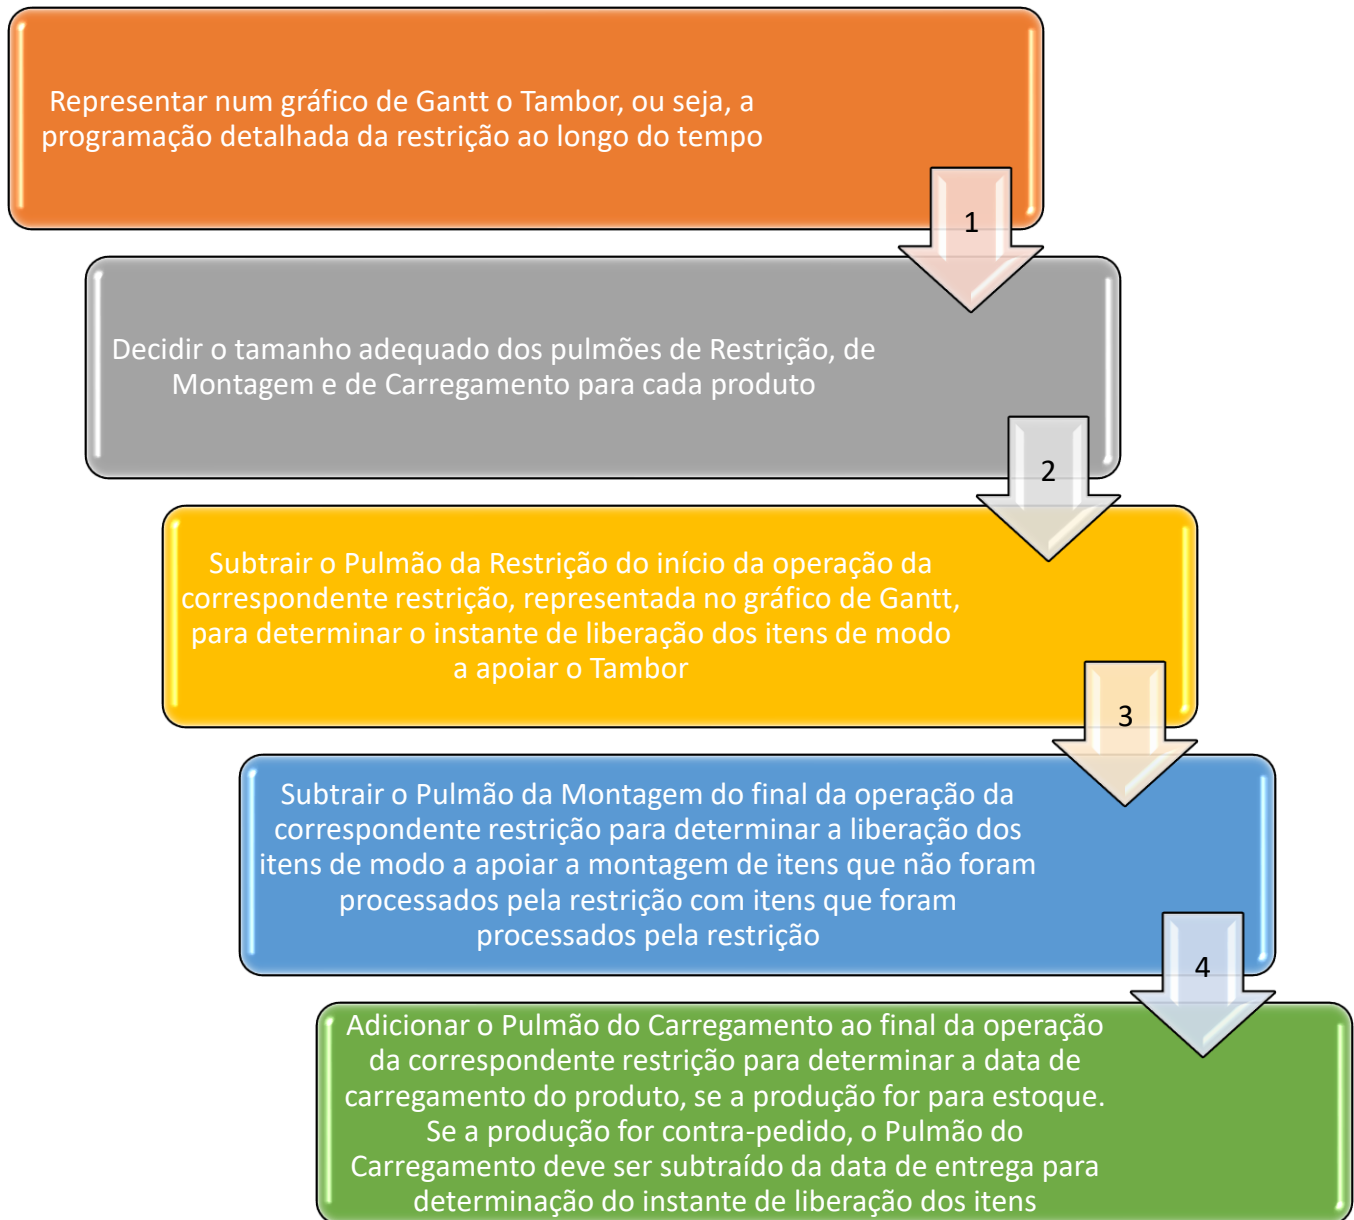 Representar num gráfico de Gantt o Tambor, ou seja, a
programação detalhada da restrição ao longo do tempo
1
Decidir o tamanho adequado dos pulmões de Restrição, de
Montagem e de Carregamento para cada produto
2
Subtrair o Pulmão da Restrição do início da operação da
correspondente restrição, representada no gráfico de Gantt,
para determinar o instante de liberação dos itens de modo
a apoiar o Tambor
3
Subtrair o Pulmão da Montagem do final da operação da
correspondente restrição para determinar a liberação dos
itens de modo a apoiar a montagem de itens que não foram
processados pela restrição com itens que foram
processados pela restrição
4
Adicionar o Pulmão do Carregamento ao final da operação
da correspondente restrição para determinar a data de
carregamento do produto, se a produção for para estoque.
Se a produção for contra-pedido, o Pulmão do
Carregamento deve ser subtraído da data de entrega para
determinação do instante de liberação dos itens